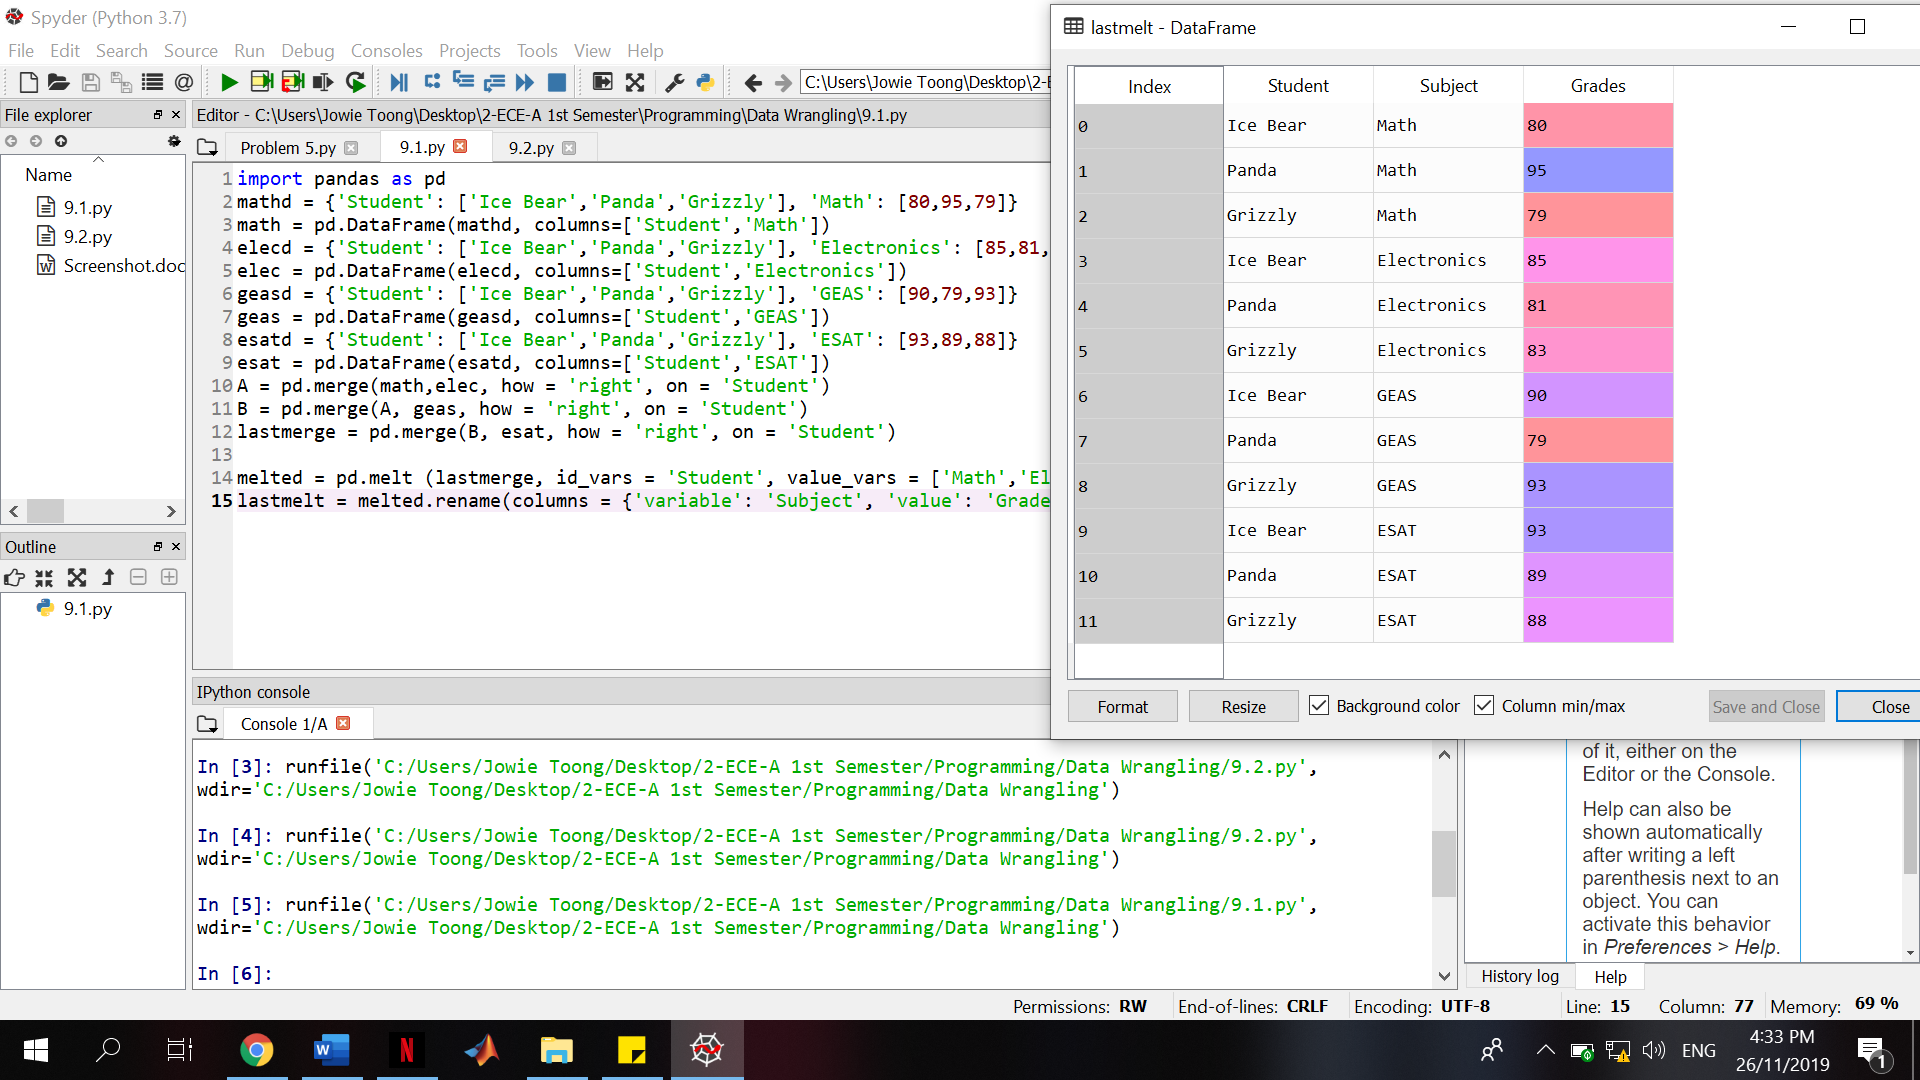 Spyder (Python 3.7)
File Edit Search Source Run Debug Consoles Projects Tools View Help
C:\Users\Jowie Toong\Desktop\2-E
File explorer
Name
9.1.py
9.2.py
Screenshot.doc
Outline
9.1.py
Editor - C:\Users\Jowie Toong\Desktop\2-ECE-A 1st Semester\Programming\Data Wrangling\9.1.py
Problem 5.py 9.1.py 9.2.py
1 import pandas as pd
2 mathd = {'Student': ['Ice Bear','Panda','Grizzly'], 'Math': [80,95,79]}
3 math = pd.DataFrame(mathd, columns=['Student','Math'])
4 elecd = {'Student': ['Ice Bear','Panda','Grizzly'], 'Electronics': [85,81,
5 elec = pd.DataFrame(elecd, columns=['Student','Electronics'])
6 geasd = {'Student': ['Ice Bear','Panda','Grizzly'], 'GEAS': [90,79,93]}
7 geas = pd.DataFrame(geasd, columns=['Student','GEAS'])
8 esatd = {'Student': ['Ice Bear','Panda','Grizzly'], 'ESAT': [93,89,88]}
9 esat = pd.DataFrame(esatd, columns=['Student','ESAT'])
10 A = pd.merge(math,elec, how = 'right', on = 'Student')
11 B = pd.merge(A, geas, how = 'right', on = 'Student')
12 lastmerge = pd.merge(B, esat, how = 'right', on = 'Student')
13
14 melted = pd.melt (lastmerge, id_vars = 'Student', value_vars = ['Math','El
15 lastmelt = melted.rename(columns = {'variable': 'Subject', 'value': 'Grade
lastmelt - DataFrame
Index Student Subject Grades
0 Ice Bear Math 80
1 Panda Math 95
2 Grizzly Math 79
3 Ice Bear Electronics 85
4 Panda Electronics 81
5 Grizzly Electronics 83
6 Ice Bear GEAS 90
7 Panda GEAS 79
8 Grizzly GEAS 93
9 Ice Bear ESAT 93
10 Panda ESAT 89
11 Grizzly ESAT 88
Format Resize Background color Column min/max Save and Close Close
IPython console
Console 1/A
In [3]: runfile('C:/Users/Jowie Toong/Desktop/2-ECE-A 1st Semester/Programming/Data Wrangling/9.2.py',
wdir='C:/Users/Jowie Toong/Desktop/2-ECE-A 1st Semester/Programming/Data Wrangling')
In [4]: runfile('C:/Users/Jowie Toong/Desktop/2-ECE-A 1st Semester/Programming/Data Wrangling/9.2.py',
wdir='C:/Users/Jowie Toong/Desktop/2-ECE-A 1st Semester/Programming/Data Wrangling')
In [5]: runfile('C:/Users/Jowie Toong/Desktop/2-ECE-A 1st Semester/Programming/Data Wrangling/9.1.py',
wdir='C:/Users/Jowie Toong/Desktop/2-ECE-A 1st Semester/Programming/Data Wrangling')
In [6]:
of it, either on the
Editor or the Console.
Help can also be
shown automatically
after writing a left
parenthesis next to an
object. You can
activate this behavior
in Preferences > Help.
History log Help
Permissions: RW End-of-lines: CRLF Encoding: UTF-8 Line: 15 Column: 77 Memory: 69 %
ENG
4:33 PM
26/11/2019
1